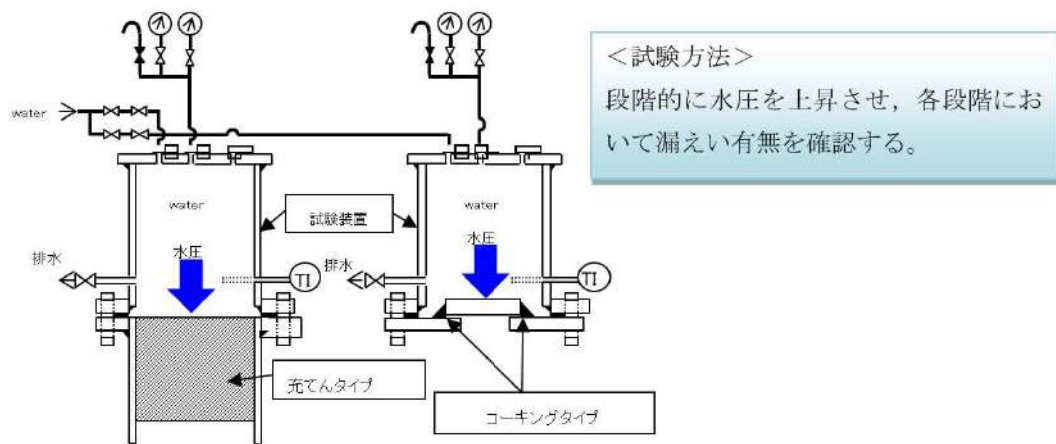 <試験方法>
段階的に水圧を上昇させ，各段階にお
いて漏えい有無を確認する。
water
water
water
試験装置
水圧
水圧
排水
排水
TI
TI
充てんタイプ
コーキングタイプ